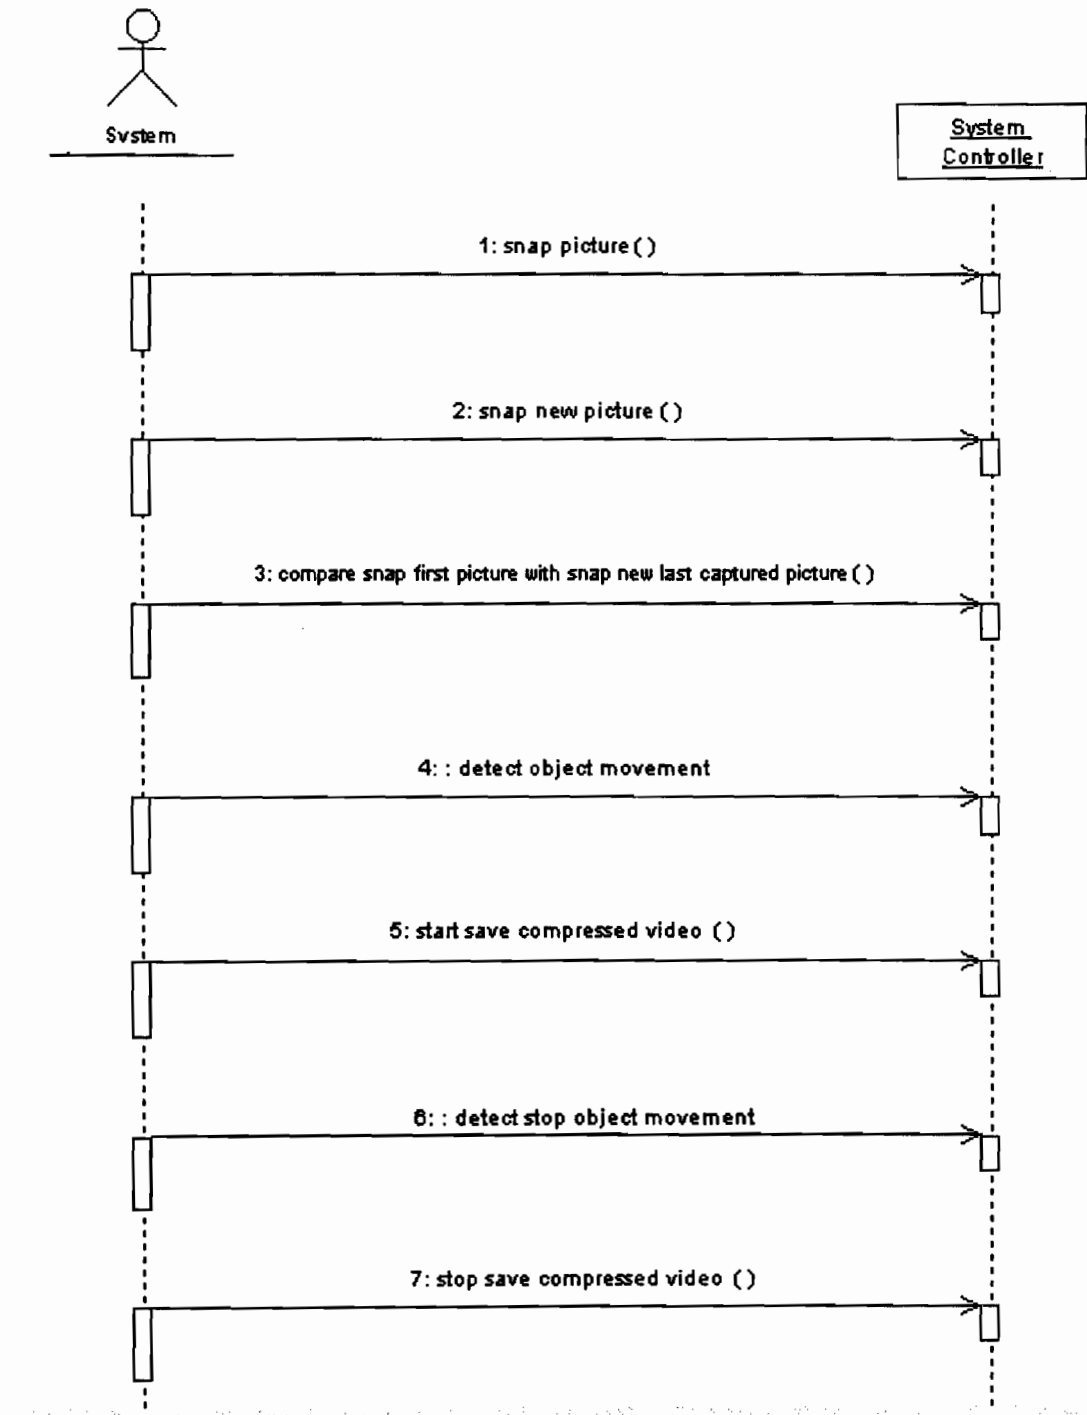 System
System
Controller
1: snap picture()
2: snap new picture()
3: compare snap first picture with snap new last captured picture()
4: : detect object movement
5: start save compressed video ()
6: : detect stop object movement
7: stop save compressed video ()